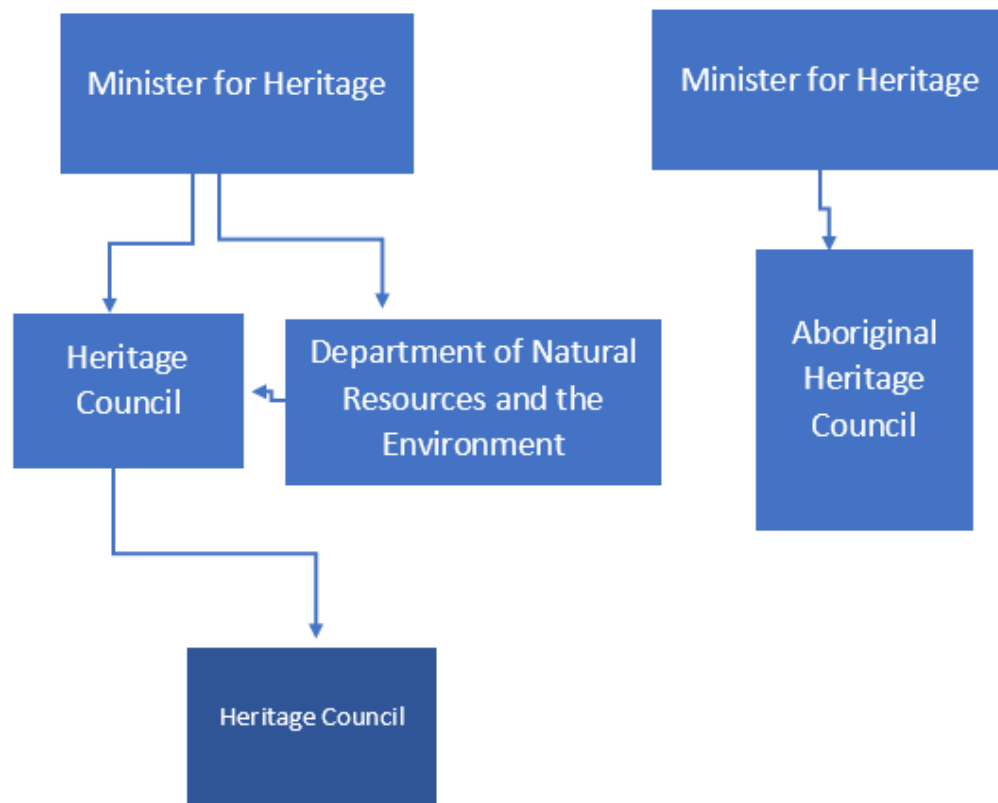 Minister for Heritage
Minister for Heritage
Heritage
Council
Department of Natural
Resources and the
Environment
Aboriginal
Heritage
Council
Heritage Council